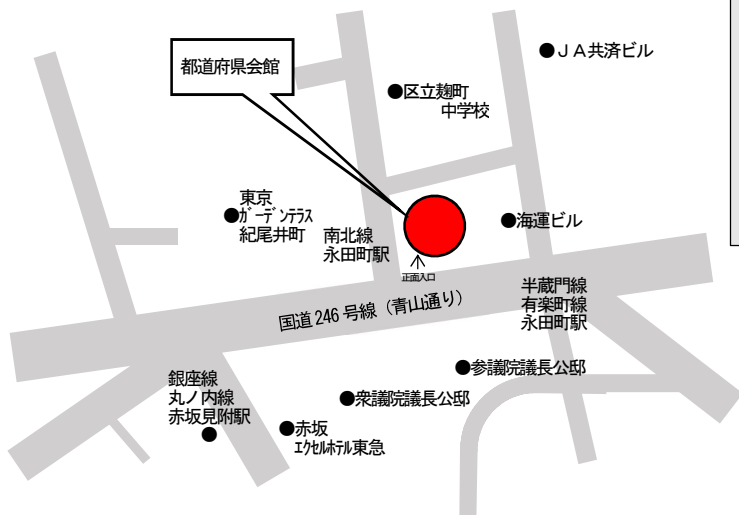 ●ＪＡ共済ビル
都道府県会館
●区立麹町
中学校
東京
●ガーデンテラス
紀尾井町
南北線
永田町駅
●海運ビル
正面入口
半蔵門線
有楽町線
永田町駅
国道246号線（青山通り）
●参議院議長公邸
銀座線
丸ノ内線
赤坂見附駅
●衆議院議長公邸
●赤坂
エクセルホテル東急